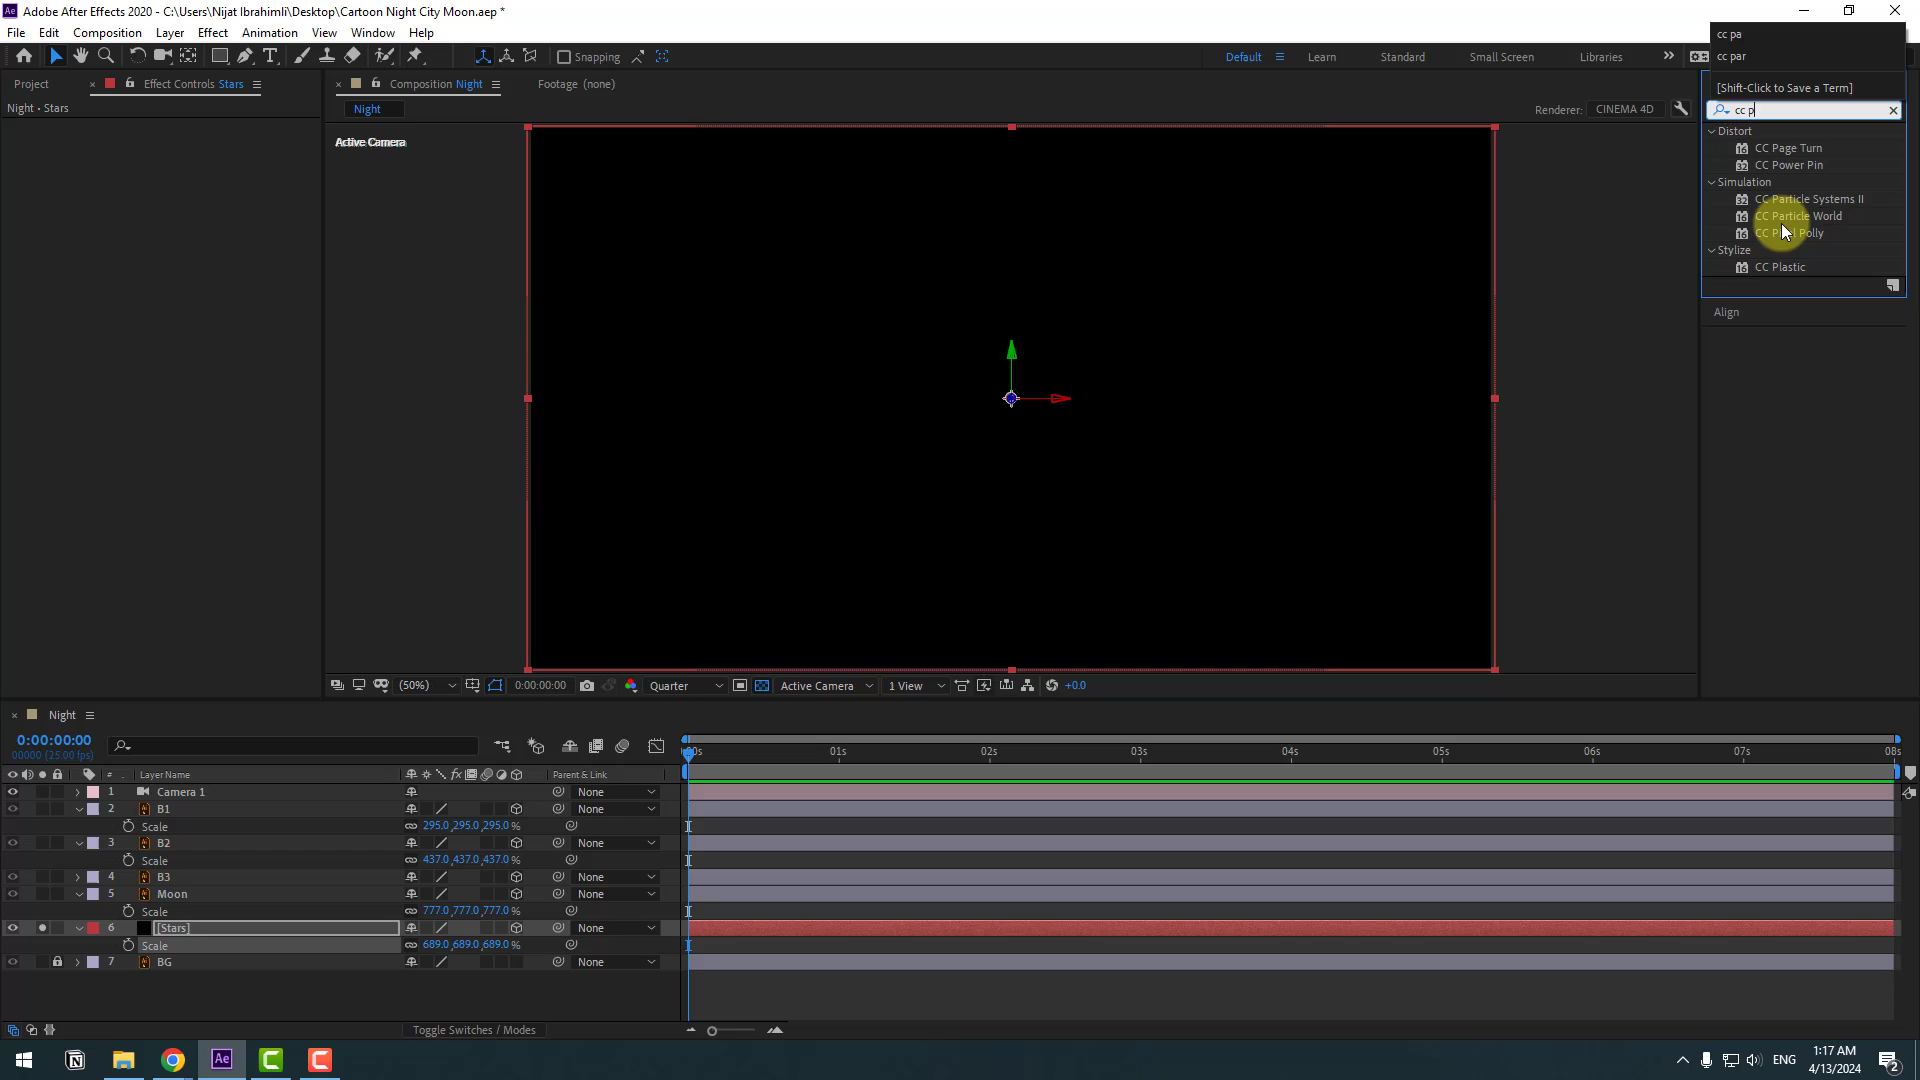 Adobe After Effects 2020 - C:\Users\Nijat Ibrahimli\Desktop\Cartoon Night City Moon.aep *
File Edit Composition Layer Effect Animation View Window Help
Snapping
Default Learn Standard Small Screen Libraries
cc pa
cc par
[Shift-Click to Save a Term]
cc p
Distort
CC Page Turn
CC Power Pin
Simulation
CC Particle Systems II
CC Particle World
CC Pixel Polly
Stylize
CC Plastic
Align
Project Effect Controls Stars
Night • Stars
Composition Night Footage (none)
Night
Renderer: CINEMA 4D
Active Camera
(50%) 0:00:00:00 Quarter Active Camera 1 View +0.0
Night
0:00:00:00
00000 (25.00 fps)
:00s 01s 02s 03s 04s 05s 06s 07s 08s
# Layer Name Parent & Link
1 Camera 1 None
2 B1 None
Scale 295.0,295.0,295.0 %
3 B2 None
Scale 437.0,437.0,437.0 %
4 B3 None
5 Moon None
Scale 777.0,777.0,777.0 %
6 [Stars] None
Scale 689.0,689.0,689.0 %
7 BG None
Toggle Switches / Modes
Ae
ENG
1:17 AM
4/13/2024
2